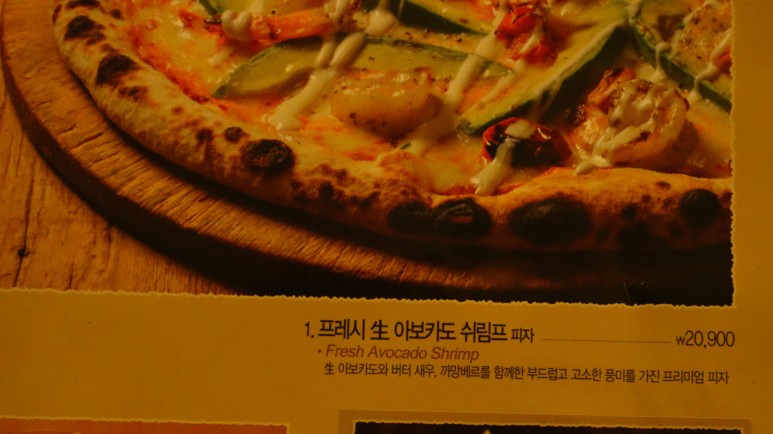 1. 프레시 生 아보카도 쉬림프 피자 ₩20,900
• Fresh Avocado Shrimp
生 아보카도와 버터 새우, 까망베르를 함께한 부드럽고 고소한 풍미를 가진 프리미엄 피자